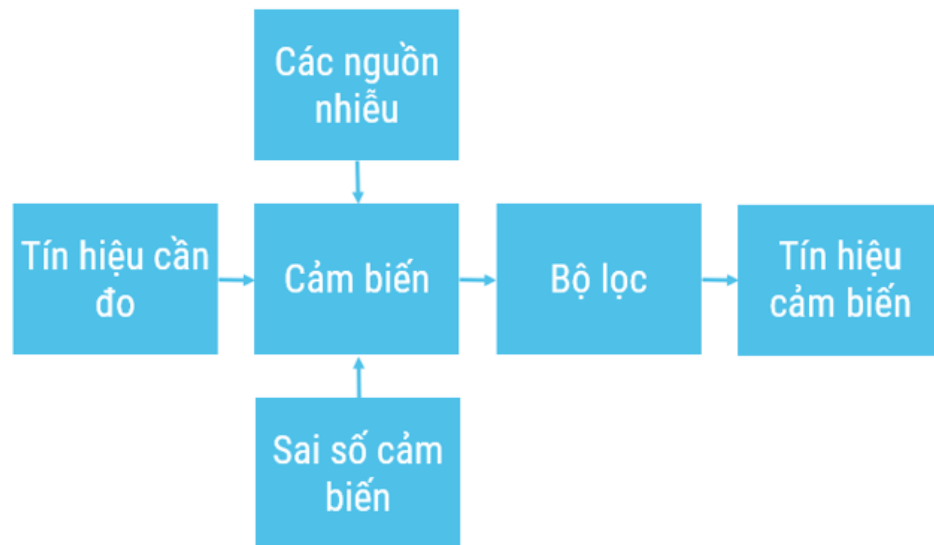 Các nguồn
nhiễu
Tín hiệu cần
đo
Cảm biến
Bộ lọc
Tín hiệu
cảm biến
Sai số cảm
biến